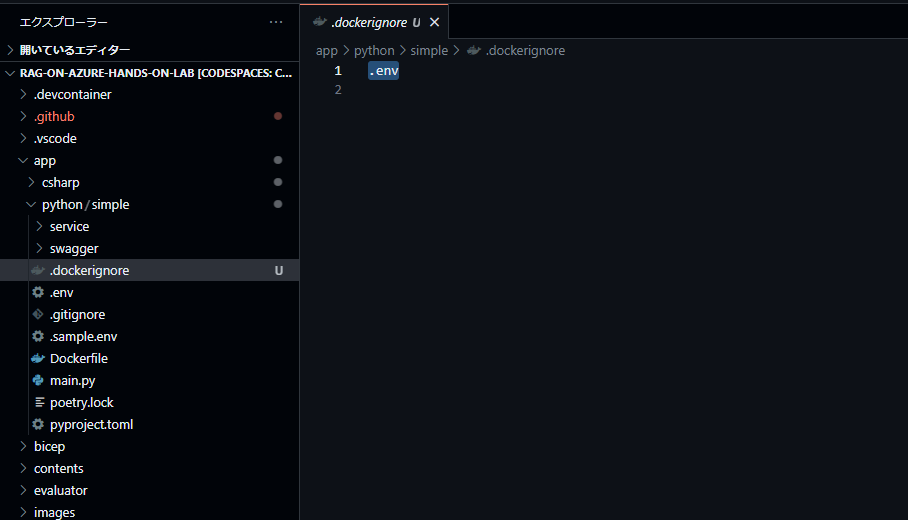 エクスプローラー
開いているエディター
RAG-ON-AZURE-HANDS-ON-LAB [CODESPACES: C...
.devcontainer
.github
.vscode
app
csharp
python/simple
service
swagger
.dockerignore U
.env
.gitignore
.sample.env
Dockerfile
main.py
poetry.lock
pyproject.toml
bicep
contents
evaluator
images
.dockerignore U
app > python > simple > .dockerignore
1 .env
2